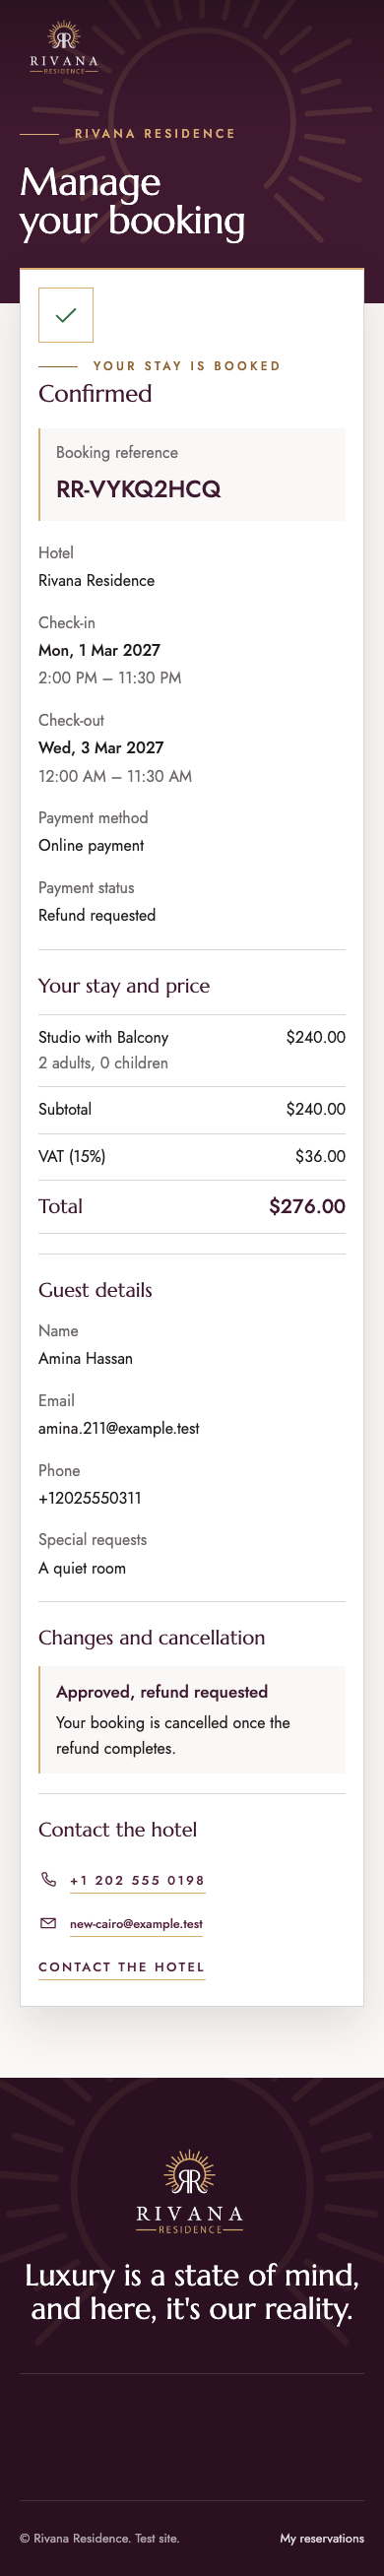 RIVANA
RESIDENCE
RIVANA RESIDENCE
Manage
your booking
YOUR STAY IS BOOKED
Confirmed
Booking reference
RR-VYKQ2HCQ
Hotel
Rivana Residence
Check-in
Mon, 1 Mar 2027
2:00 PM – 11:30 PM
Check-out
Wed, 3 Mar 2027
12:00 AM – 11:30 AM
Payment method
Online payment
Payment status
Refund requested
Your stay and price
Studio with Balcony $240.00
2 adults, 0 children
Subtotal $240.00
VAT (15%) $36.00
Total $276.00
Guest details
Name
Amina Hassan
Email
amina.211@example.test
Phone
+12025550311
Special requests
A quiet room
Changes and cancellation
Approved, refund requested
Your booking is cancelled once the
refund completes.
Contact the hotel
+1 202 555 0198
new-cairo@example.test
CONTACT THE HOTEL
RIVANA
RESIDENCE
Luxury is a state of mind,
and here, it's our reality.
© Rivana Residence. Test site. My reservations